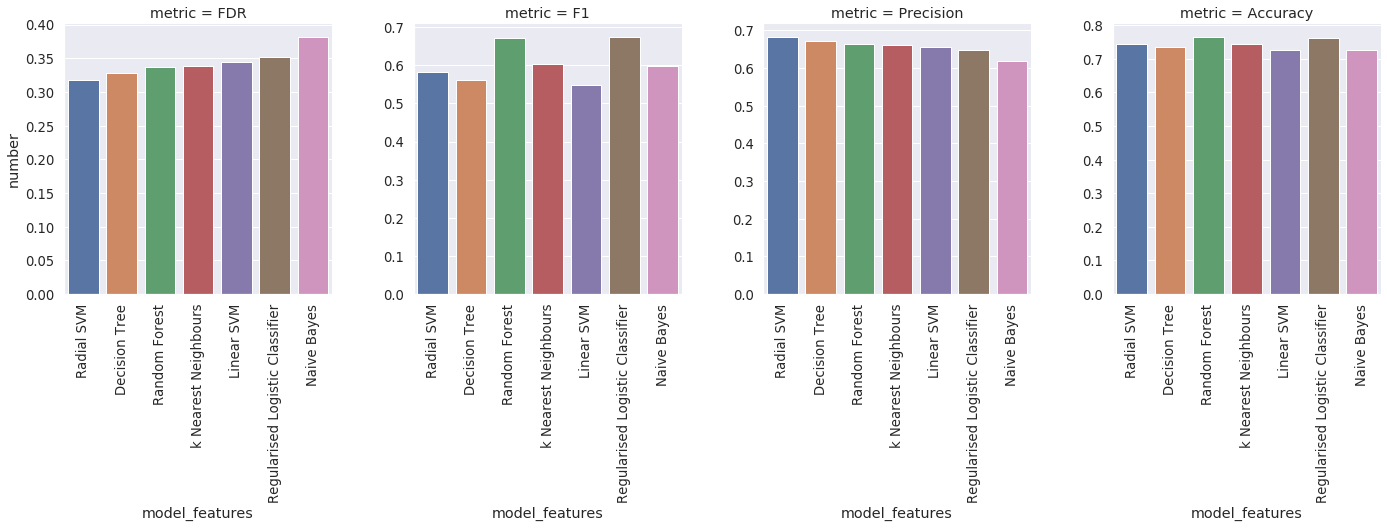 metric = FDR
number
0.40
0.35
0.30
0.25
0.20
0.15
0.10
0.05
0.00
Radial SVM
Decision Tree
Random Forest
k Nearest Neighbours
Linear SVM
Regularised Logistic Classifier
Naive Bayes
model_features
metric = F1
0.7
0.6
0.5
0.4
0.3
0.2
0.1
0.0
Radial SVM
Decision Tree
Random Forest
k Nearest Neighbours
Linear SVM
Regularised Logistic Classifier
Naive Bayes
model_features
metric = Precision
0.7
0.6
0.5
0.4
0.3
0.2
0.1
0.0
Radial SVM
Decision Tree
Random Forest
k Nearest Neighbours
Linear SVM
Regularised Logistic Classifier
Naive Bayes
model_features
metric = Accuracy
0.8
0.7
0.6
0.5
0.4
0.3
0.2
0.1
0.0
Radial SVM
Decision Tree
Random Forest
k Nearest Neighbours
Linear SVM
Regularised Logistic Classifier
Naive Bayes
model_features